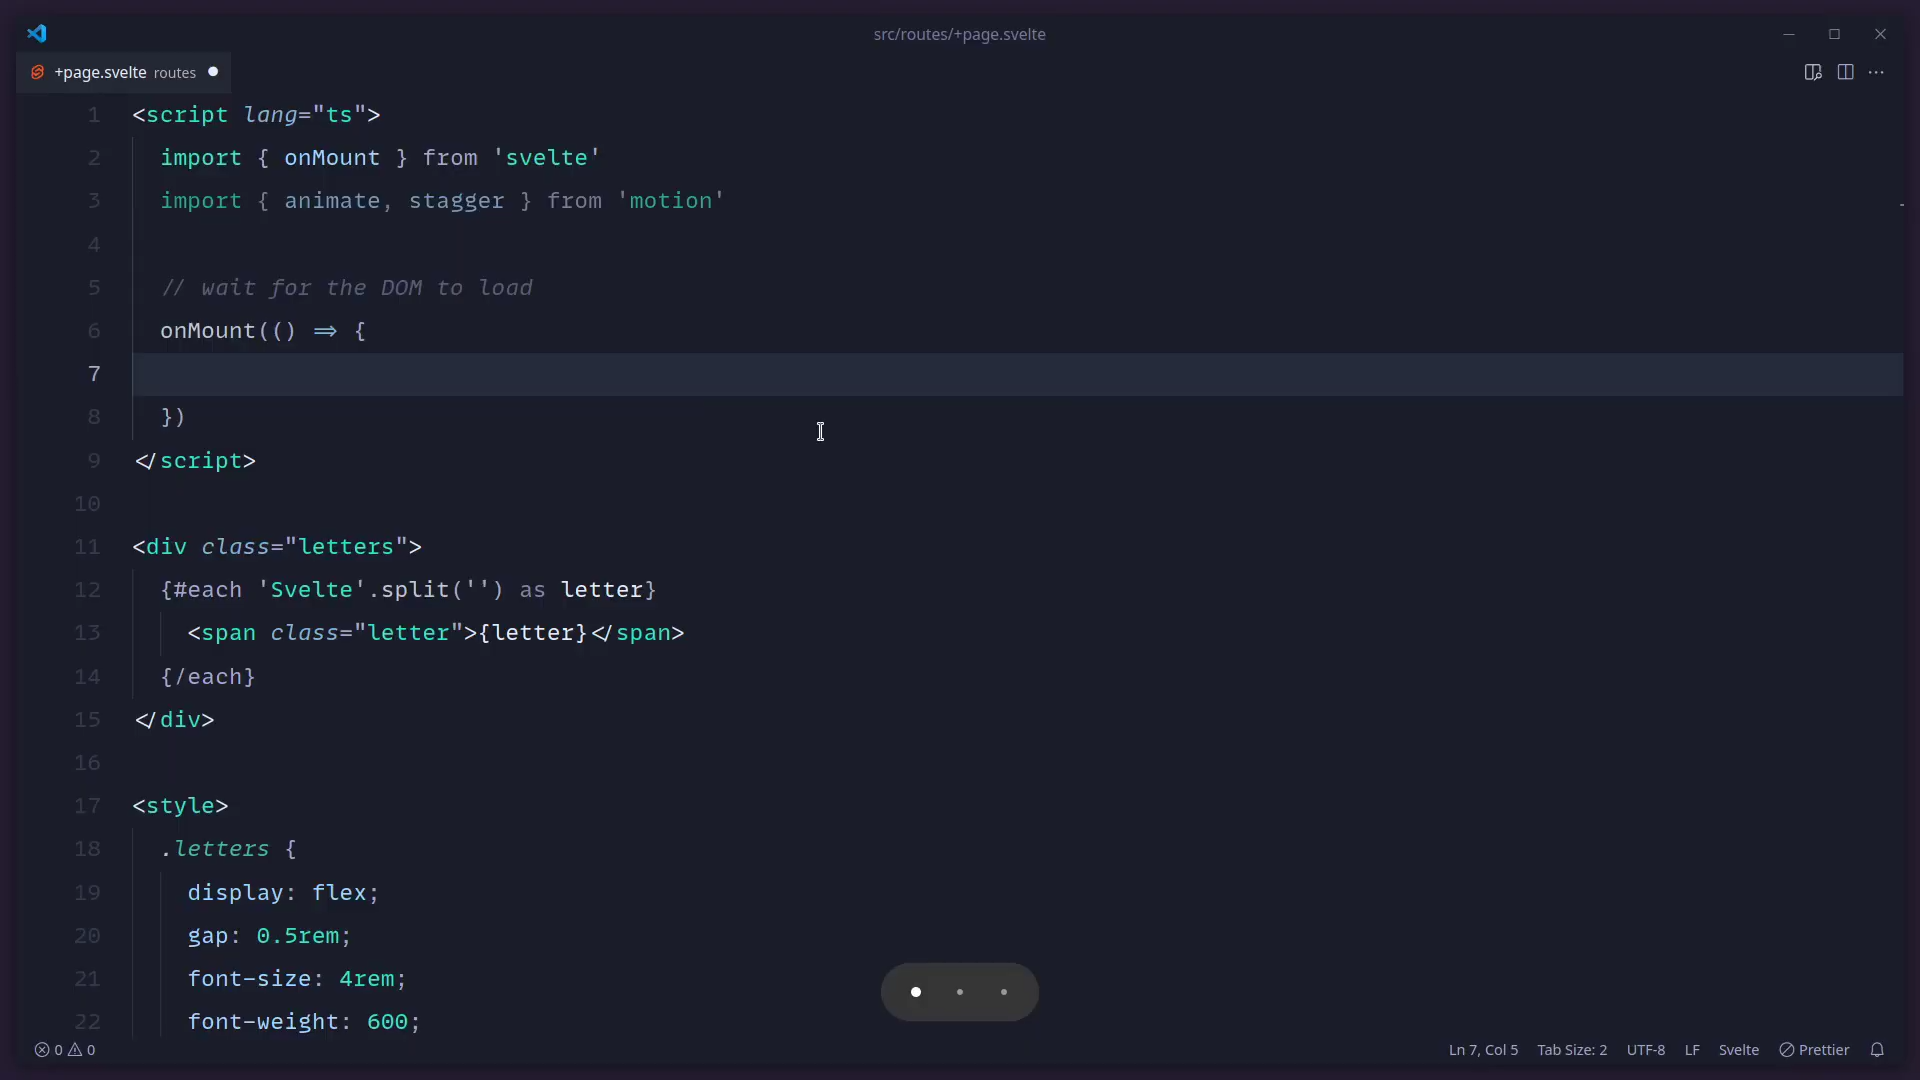 src/routes/+page.svelte
+page.svelte routes
1 <script lang="ts">
2 import { onMount } from 'svelte'
3 import { animate, stagger } from 'motion'
4
5 // wait for the DOM to load
6 onMount(() => {
7
8 })
9 </script>
10
11 <div class="letters">
12 {#each 'Svelte'.split('') as letter}
13 <span class="letter">{letter}</span>
14 {/each}
15 </div>
16
17 <style>
18 .letters {
19 display: flex;
20 gap: 0.5rem;
21 font-size: 4rem;
22 font-weight: 600;
0 0 Ln 7, Col 5 Tab Size: 2 UTF-8 LF Svelte Prettier